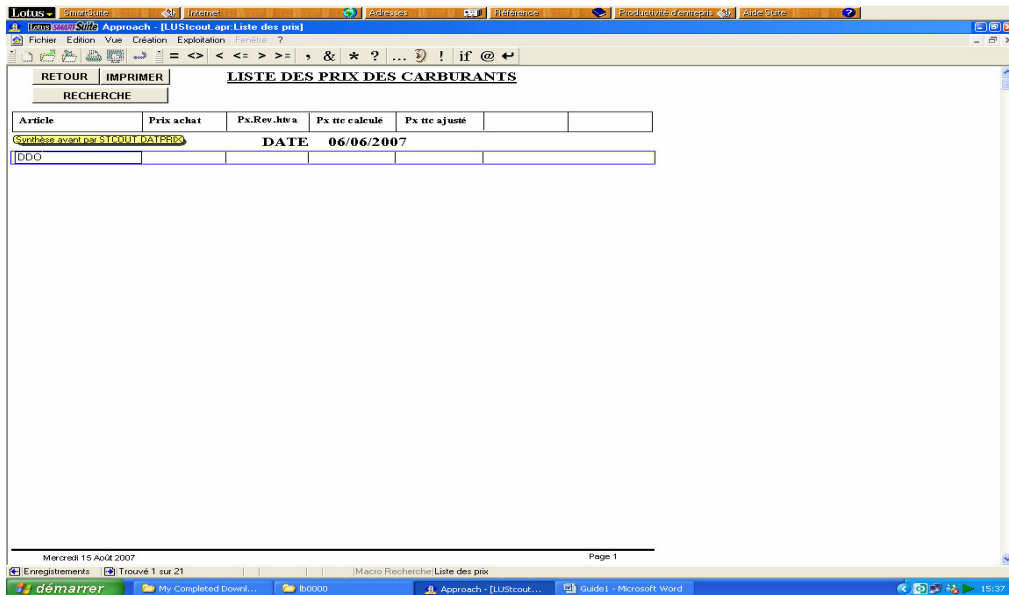 Lotus SmartSuite Internet Adresses Référence Productivité d'entrepris Aide Suite
Lotus SMARTSuite Approach - [LUStcout.apr:Liste des prix]
Fichier Edition Vue Création Exploitation Fenêtre ?
= <> < <= > >= , & * ? ... ! if @
RETOUR IMPRIMER LISTE DES PRIX DES CARBURANTS
RECHERCHE
Article Prix achat Px.Rev.htva Px ttc calculé Px ttc ajusté
Synthèse avant par STCOUT.DATPRIX DATE 06/06/2007
DDO
Mercredi 15 Août 2007 Page 1
Enregistrements Trouvé 1 sur 21 Macro Recherche Liste des prix
démarrer My Completed Downl... lb0000 Approach - [LUStcout... Guide1 - Microsoft Word 15:37